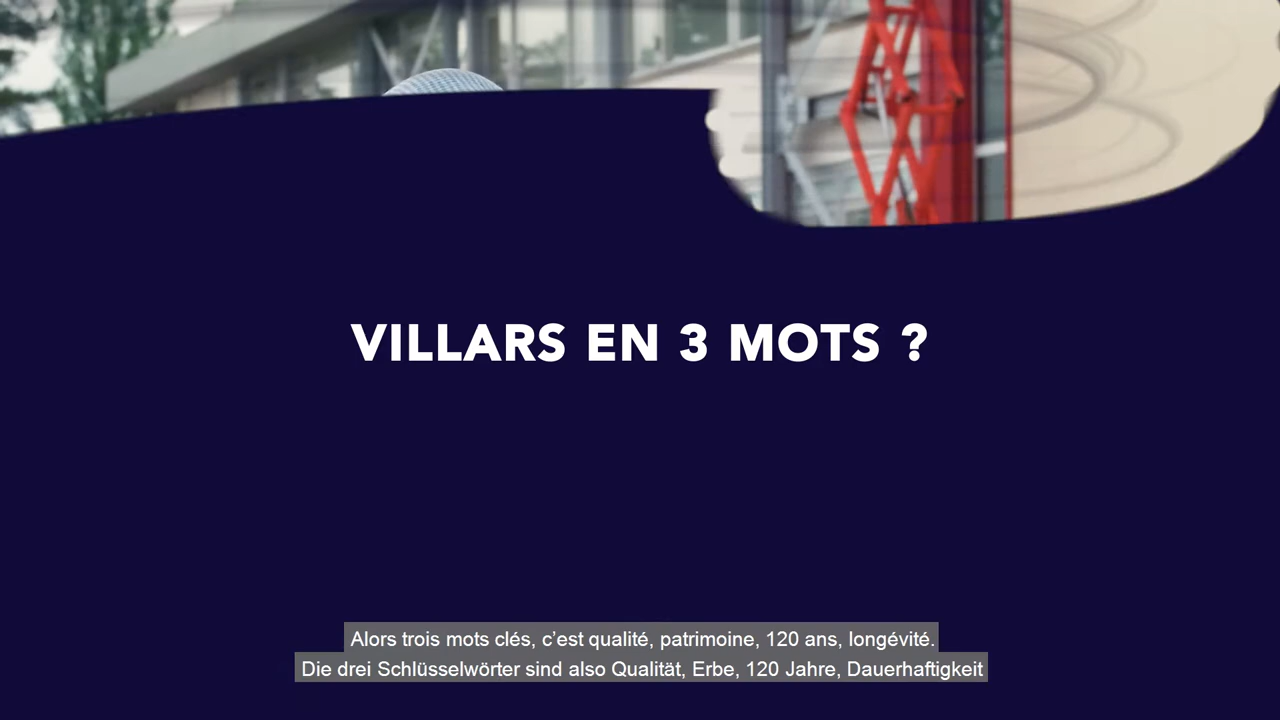 VILLARS EN 3 MOTS ?
Alors trois mots clés, c’est qualité, patrimoine, 120 ans, longévité.
Die drei Schlüsselwörter sind also Qualität, Erbe, 120 Jahre, Dauerhaftigkeit